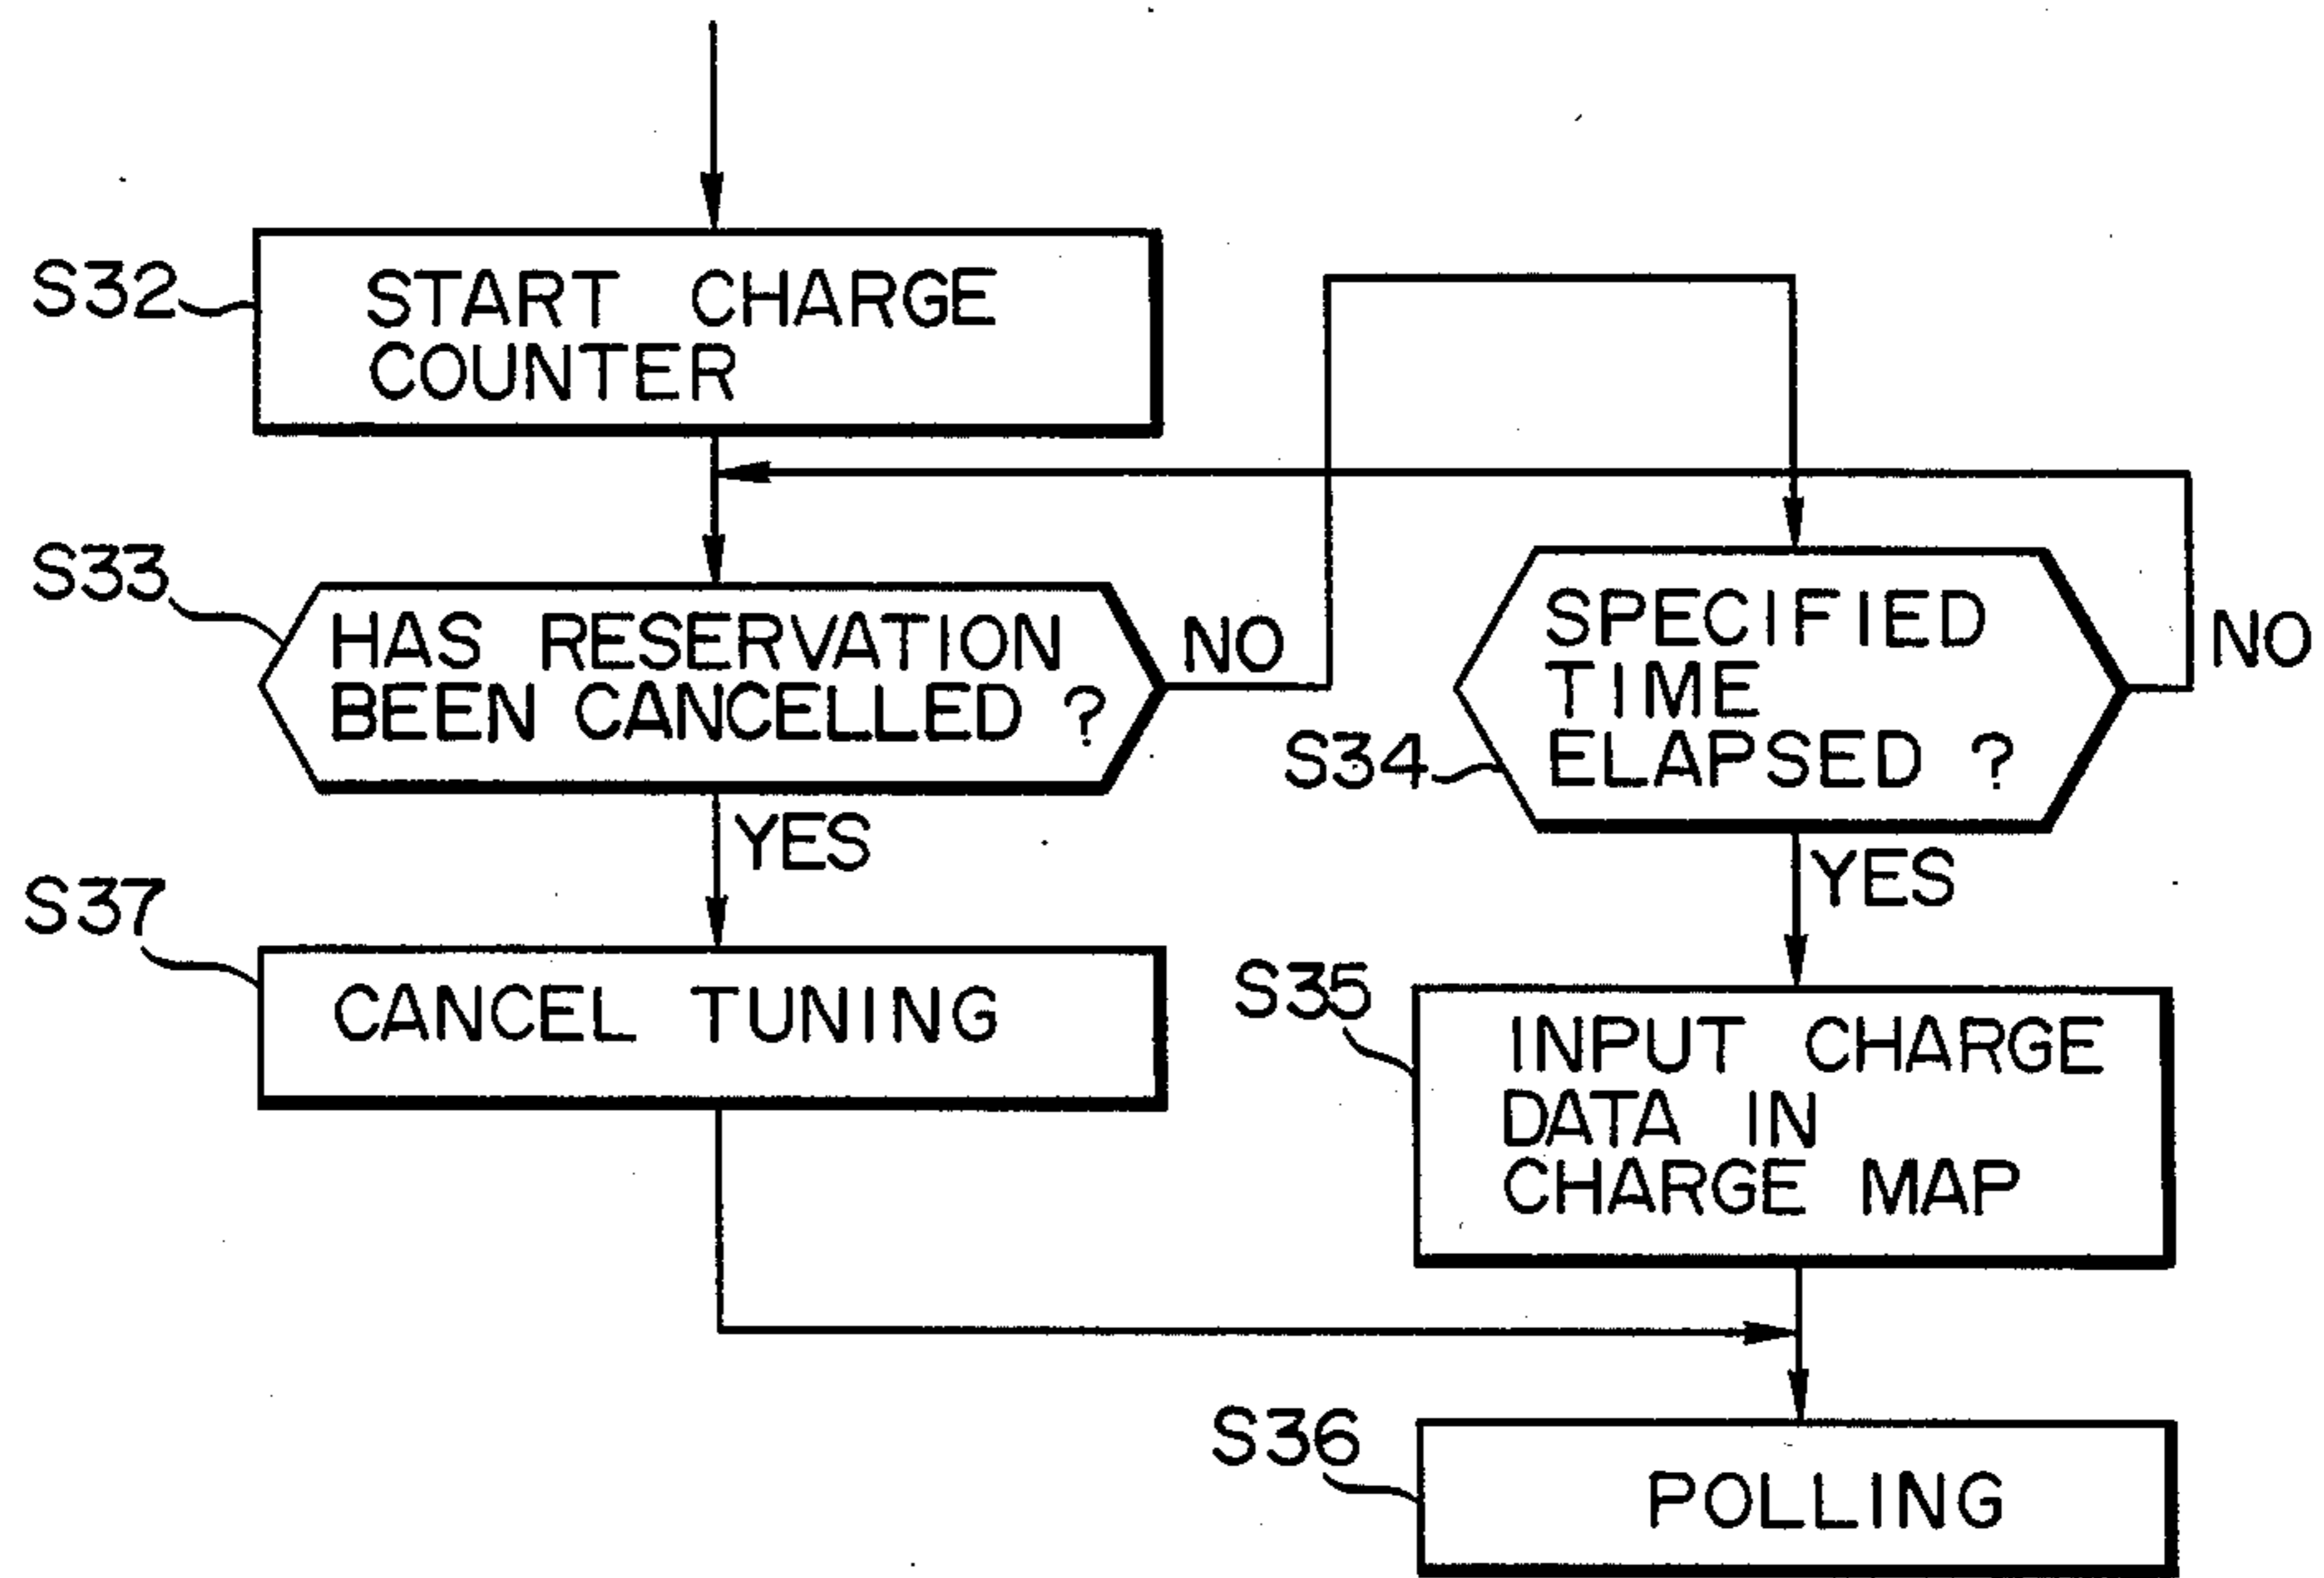 S32
START CHARGE
COUNTER
S33
HAS RESERVATION
BEEN CANCELLED ?
NO
YES
S34
SPECIFIED
TIME
ELAPSED ?
NO
YES
S37
CANCEL TUNING
S35
INPUT CHARGE
DATA IN
CHARGE MAP
S36
POLLING